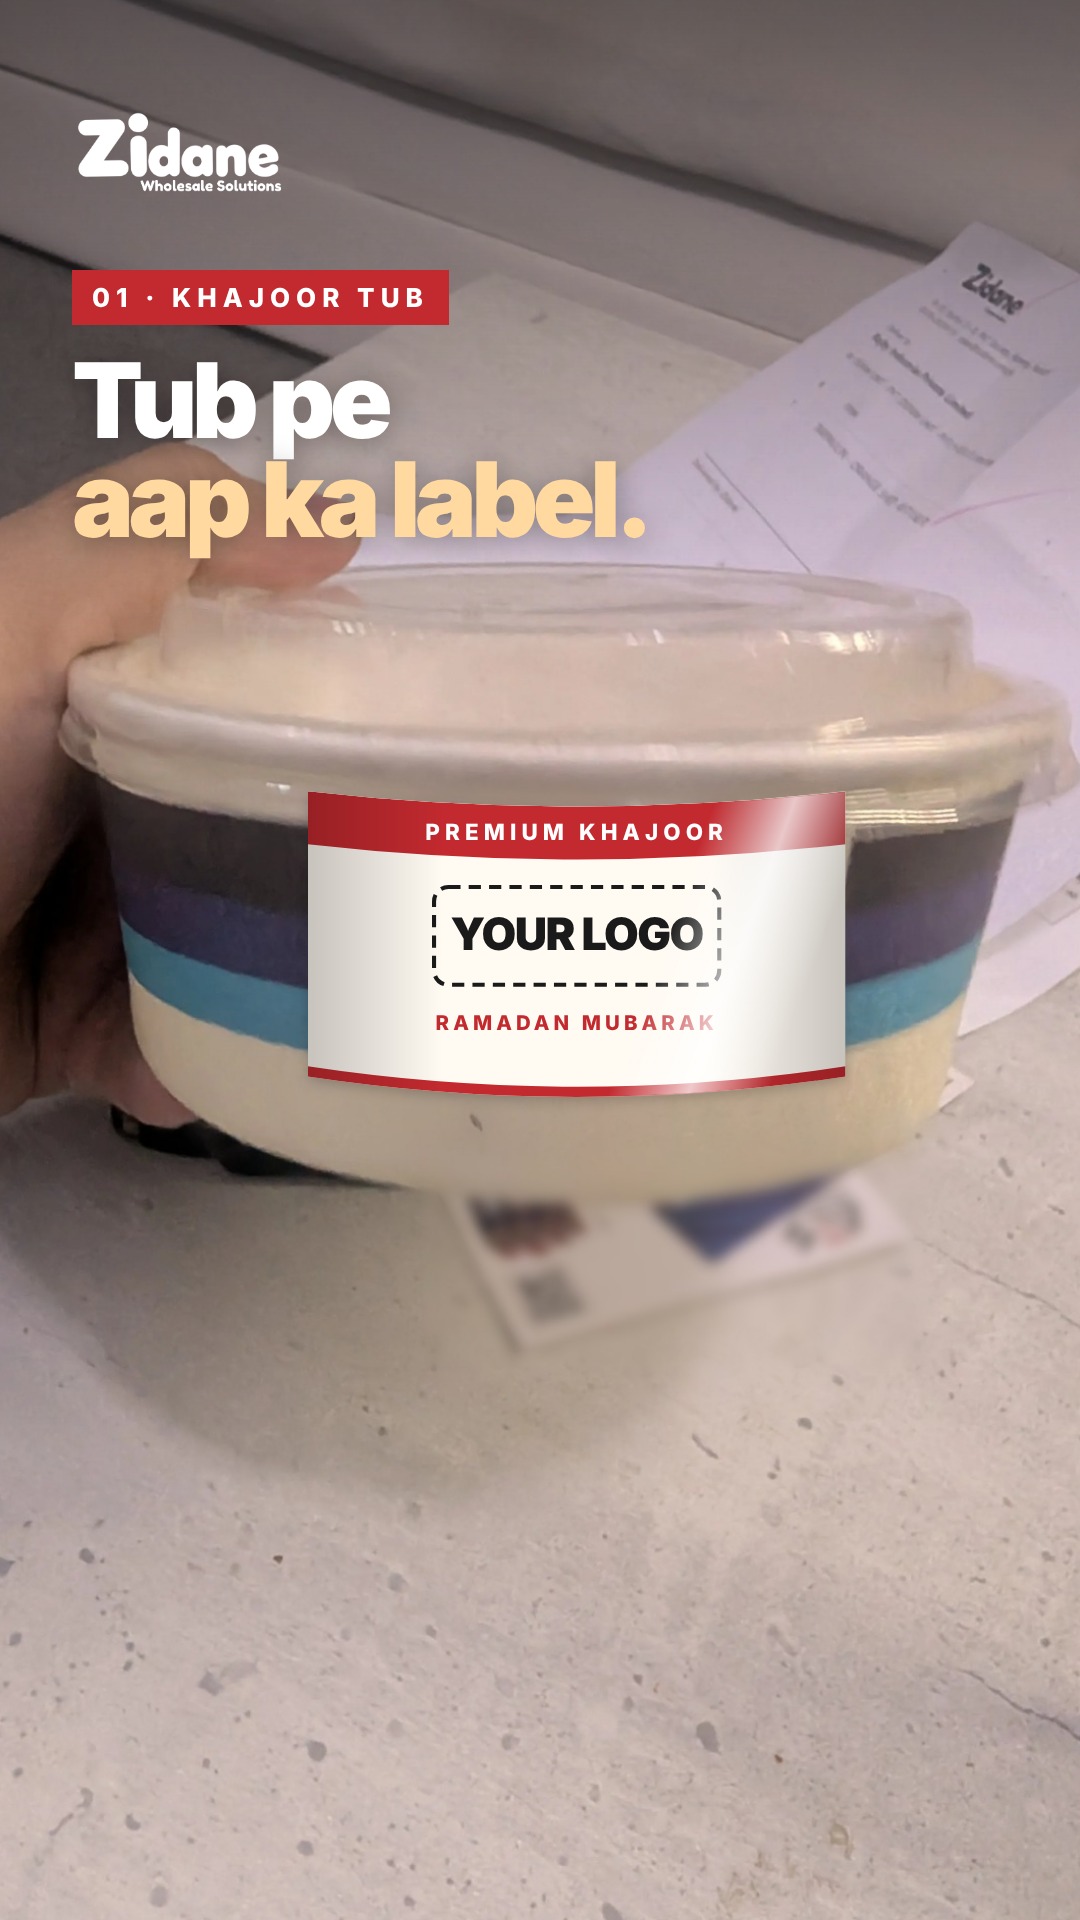 Zidane
Wholesale Solutions
01 · KHAJOOR TUB
Tub pe
aap ka label.
Zidane
PREMIUM KHAJOOR
YOUR LOGO
RAMADAN MUBARAK